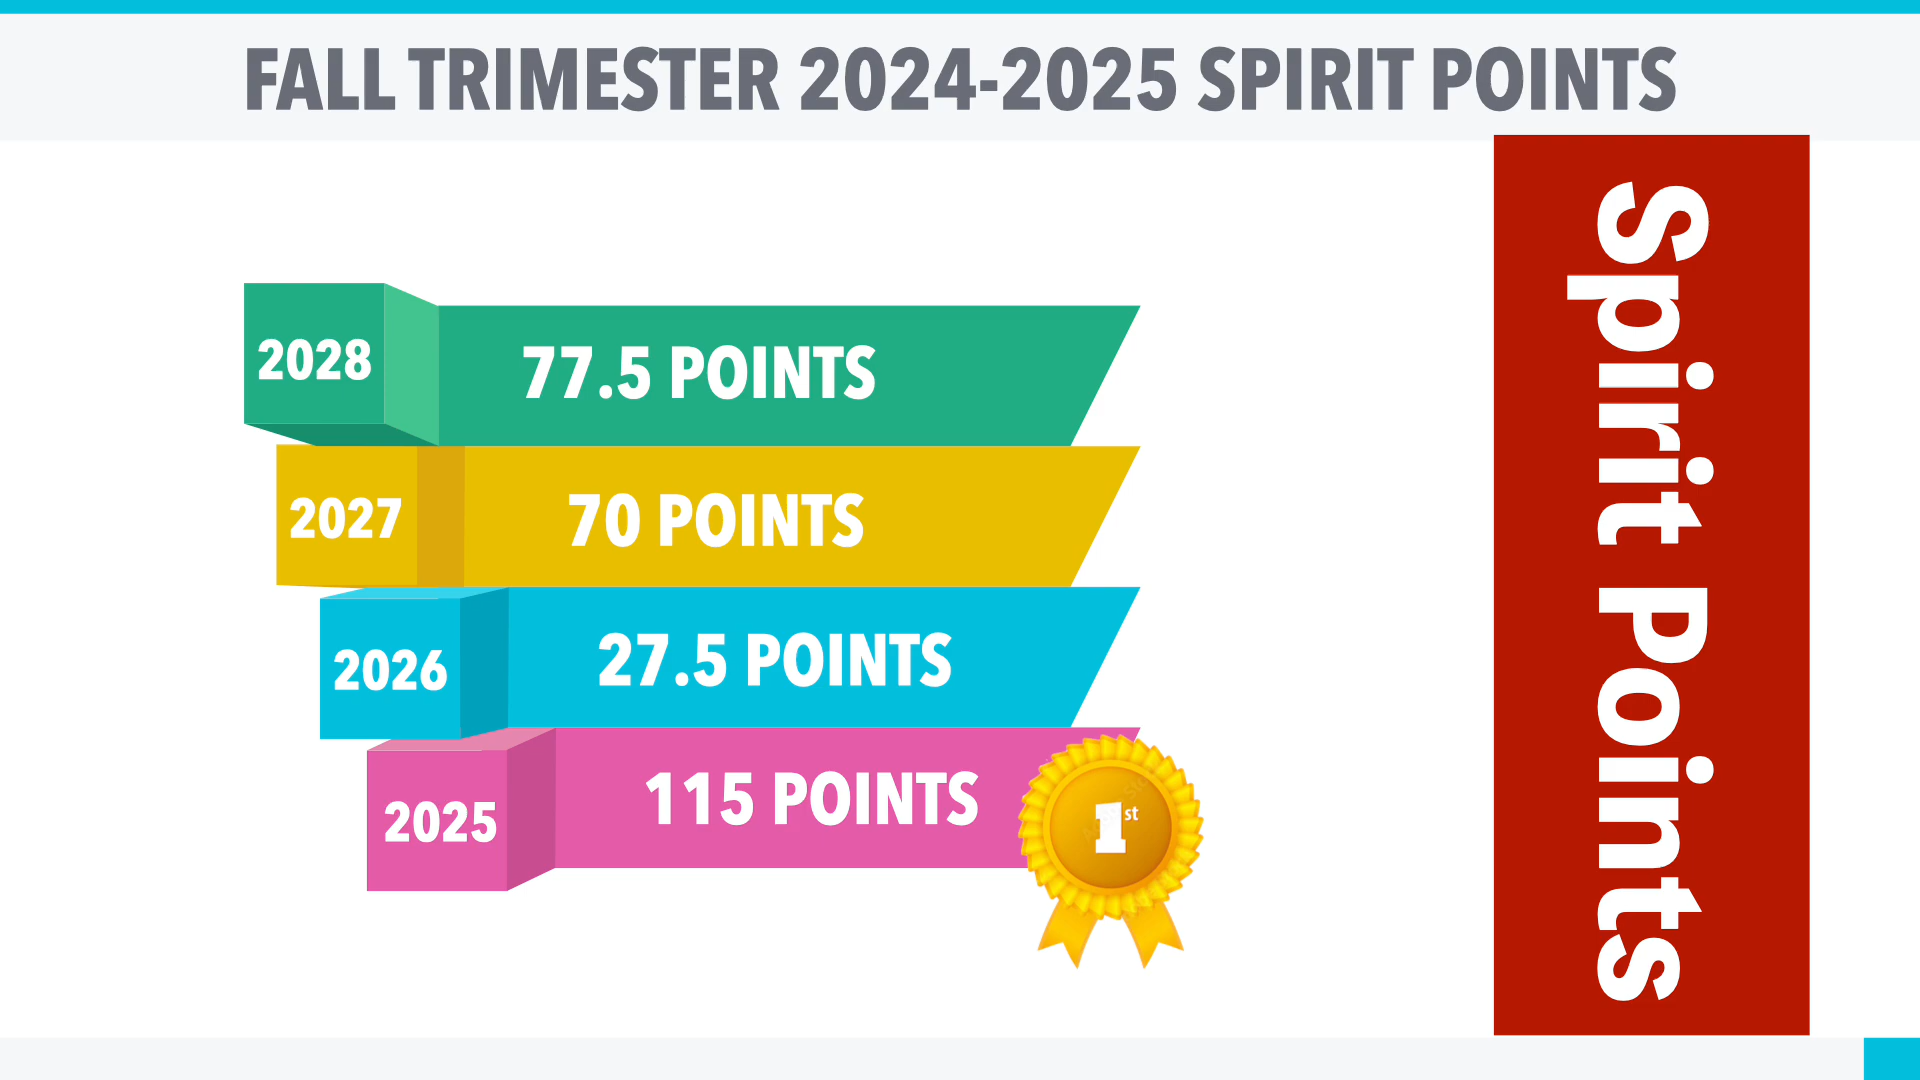 FALL TRIMESTER 2024-2025 SPIRIT POINTS
2028
77.5 POINTS
2027
70 POINTS
2026
27.5 POINTS
2025
115 POINTS
1st
Spirit Points